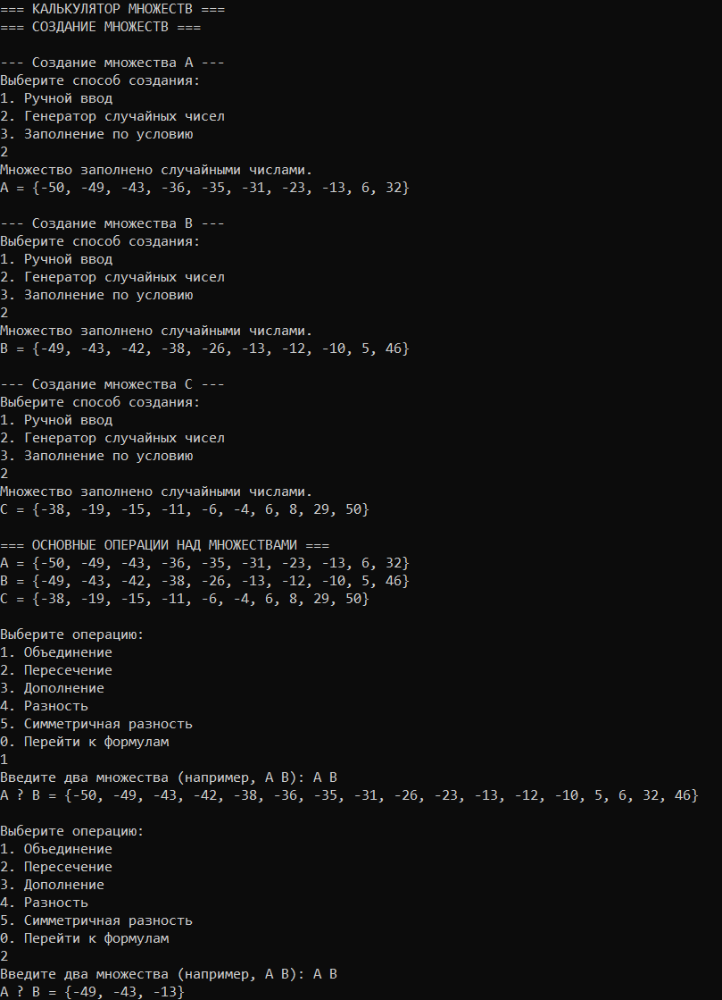 === КАЛЬКУЛЯТОР МНОЖЕСТВ ===
=== СОЗДАНИЕ МНОЖЕСТВ ===
--- Создание множества A ---
Выберите способ создания:
1. Ручной ввод
2. Генератор случайных чисел
3. Заполнение по условию
2
Множество заполнено случайными числами.
A = {-50, -49, -43, -36, -35, -31, -23, -13, 6, 32}
--- Создание множества B ---
Выберите способ создания:
1. Ручной ввод
2. Генератор случайных чисел
3. Заполнение по условию
2
Множество заполнено случайными числами.
B = {-49, -43, -42, -38, -26, -13, -12, -10, 5, 46}
--- Создание множества C ---
Выберите способ создания:
1. Ручной ввод
2. Генератор случайных чисел
3. Заполнение по условию
2
Множество заполнено случайными числами.
C = {-38, -19, -15, -11, -6, -4, 6, 8, 29, 50}
=== ОСНОВНЫЕ ОПЕРАЦИИ НАД МНОЖЕСТВАМИ ===
A = {-50, -49, -43, -36, -35, -31, -23, -13, 6, 32}
B = {-49, -43, -42, -38, -26, -13, -12, -10, 5, 46}
C = {-38, -19, -15, -11, -6, -4, 6, 8, 29, 50}
Выберите операцию:
1. Объединение
2. Пересечение
3. Дополнение
4. Разность
5. Симметричная разность
0. Перейти к формулам
1
Введите два множества (например, A B): A B
A ? B = {-50, -49, -43, -42, -38, -36, -35, -31, -26, -23, -13, -12, -10, 5, 6, 32, 46}
Выберите операцию:
1. Объединение
2. Пересечение
3. Дополнение
4. Разность
5. Симметричная разность
0. Перейти к формулам
2
Введите два множества (например, A B): A B
A ? B = {-49, -43, -13}